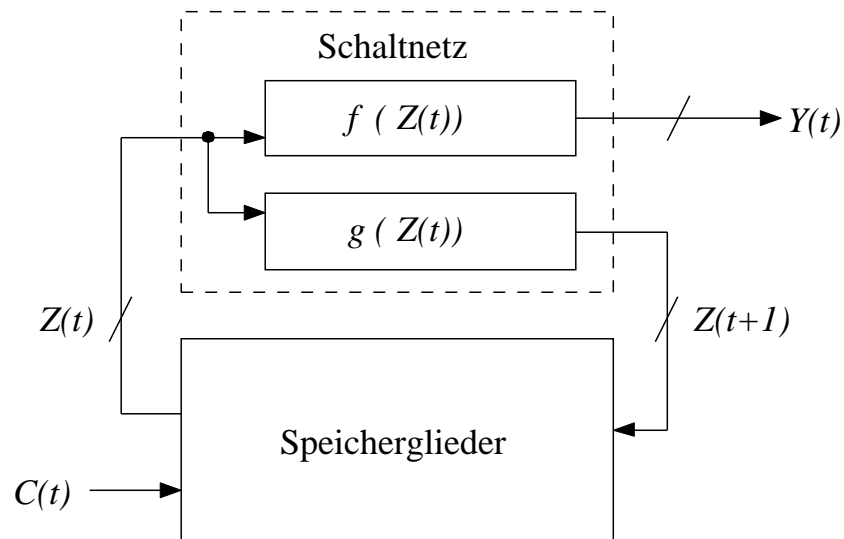 Schaltnetz
f ( Z(t))
Y(t)
g ( Z(t))
Z(t)
Z(t+1)
Speicherglieder
C(t)